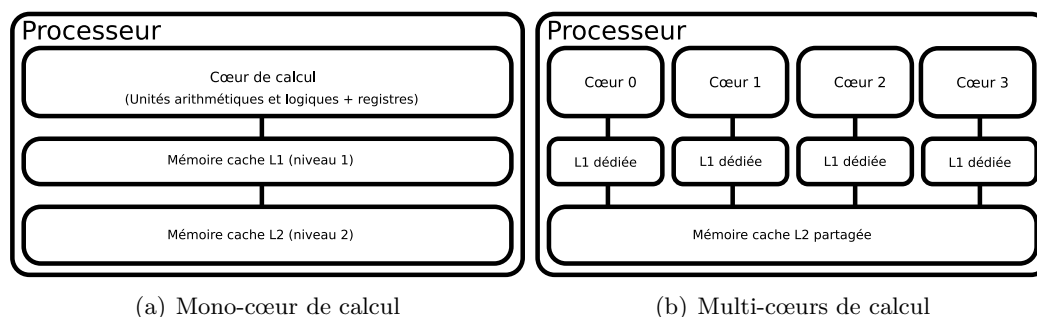 Processeur
Cœur de calcul
(Unités arithmétiques et logiques + registres)
Mémoire cache L1 (niveau 1)
Mémoire cache L2 (niveau 2)
(a) Mono-cœur de calcul
Processeur
Cœur 0
Cœur 1
Cœur 2
Cœur 3
L1 dédiée
L1 dédiée
L1 dédiée
L1 dédiée
Mémoire cache L2 partagée
(b) Multi-cœurs de calcul